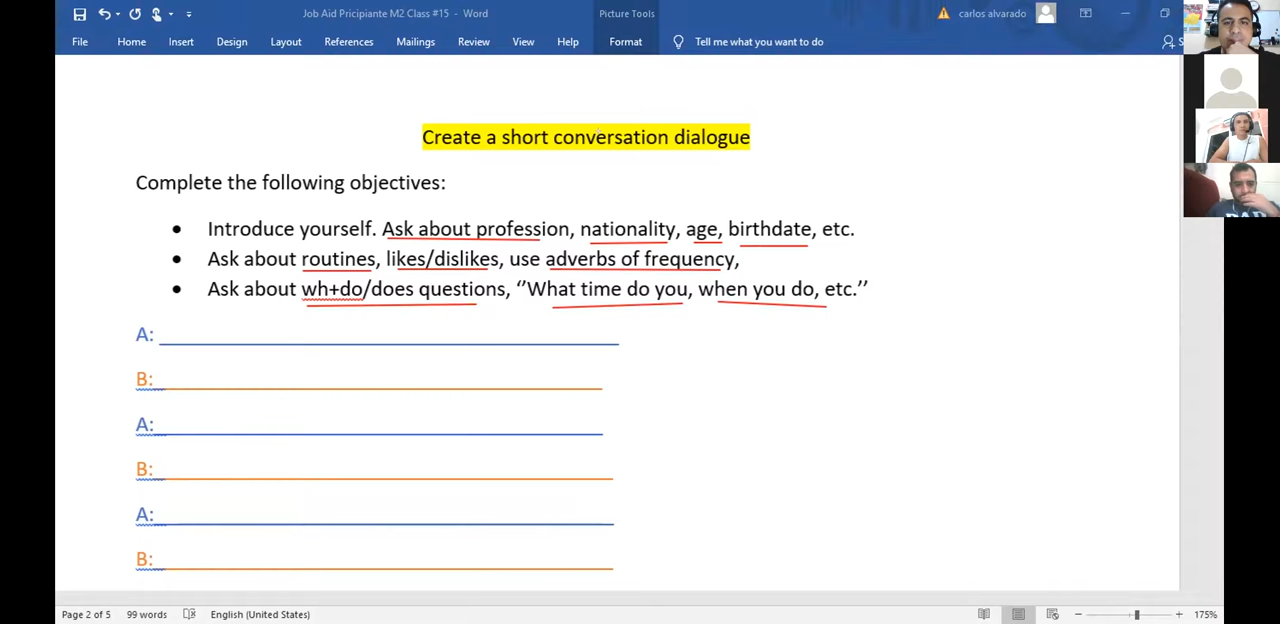 Job Aid Pricipiante M2 Class #15 - Word
Picture Tools
carlos alvarado
File Home Insert Design Layout References Mailings Review View Help Format Tell me what you want to do S
Create a short conversation dialogue
Complete the following objectives:
• Introduce yourself. Ask about profession, nationality, age, birthdate, etc.
• Ask about routines, likes/dislikes, use adverbs of frequency,
• Ask about wh+do/does questions, ‘’What time do you, when you do, etc.’’
A:
B:
A:
B:
A:
B:
Page 2 of 5 99 words English (United States) 175%